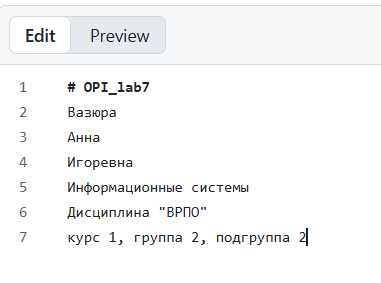 Edit Preview
1 # OPI_lab7
2 Вазюра
3 Анна
4 Игоревна
5 Информационные системы
6 Дисциплина "ВРПО"
7 курс 1, группа 2, подгруппа 2